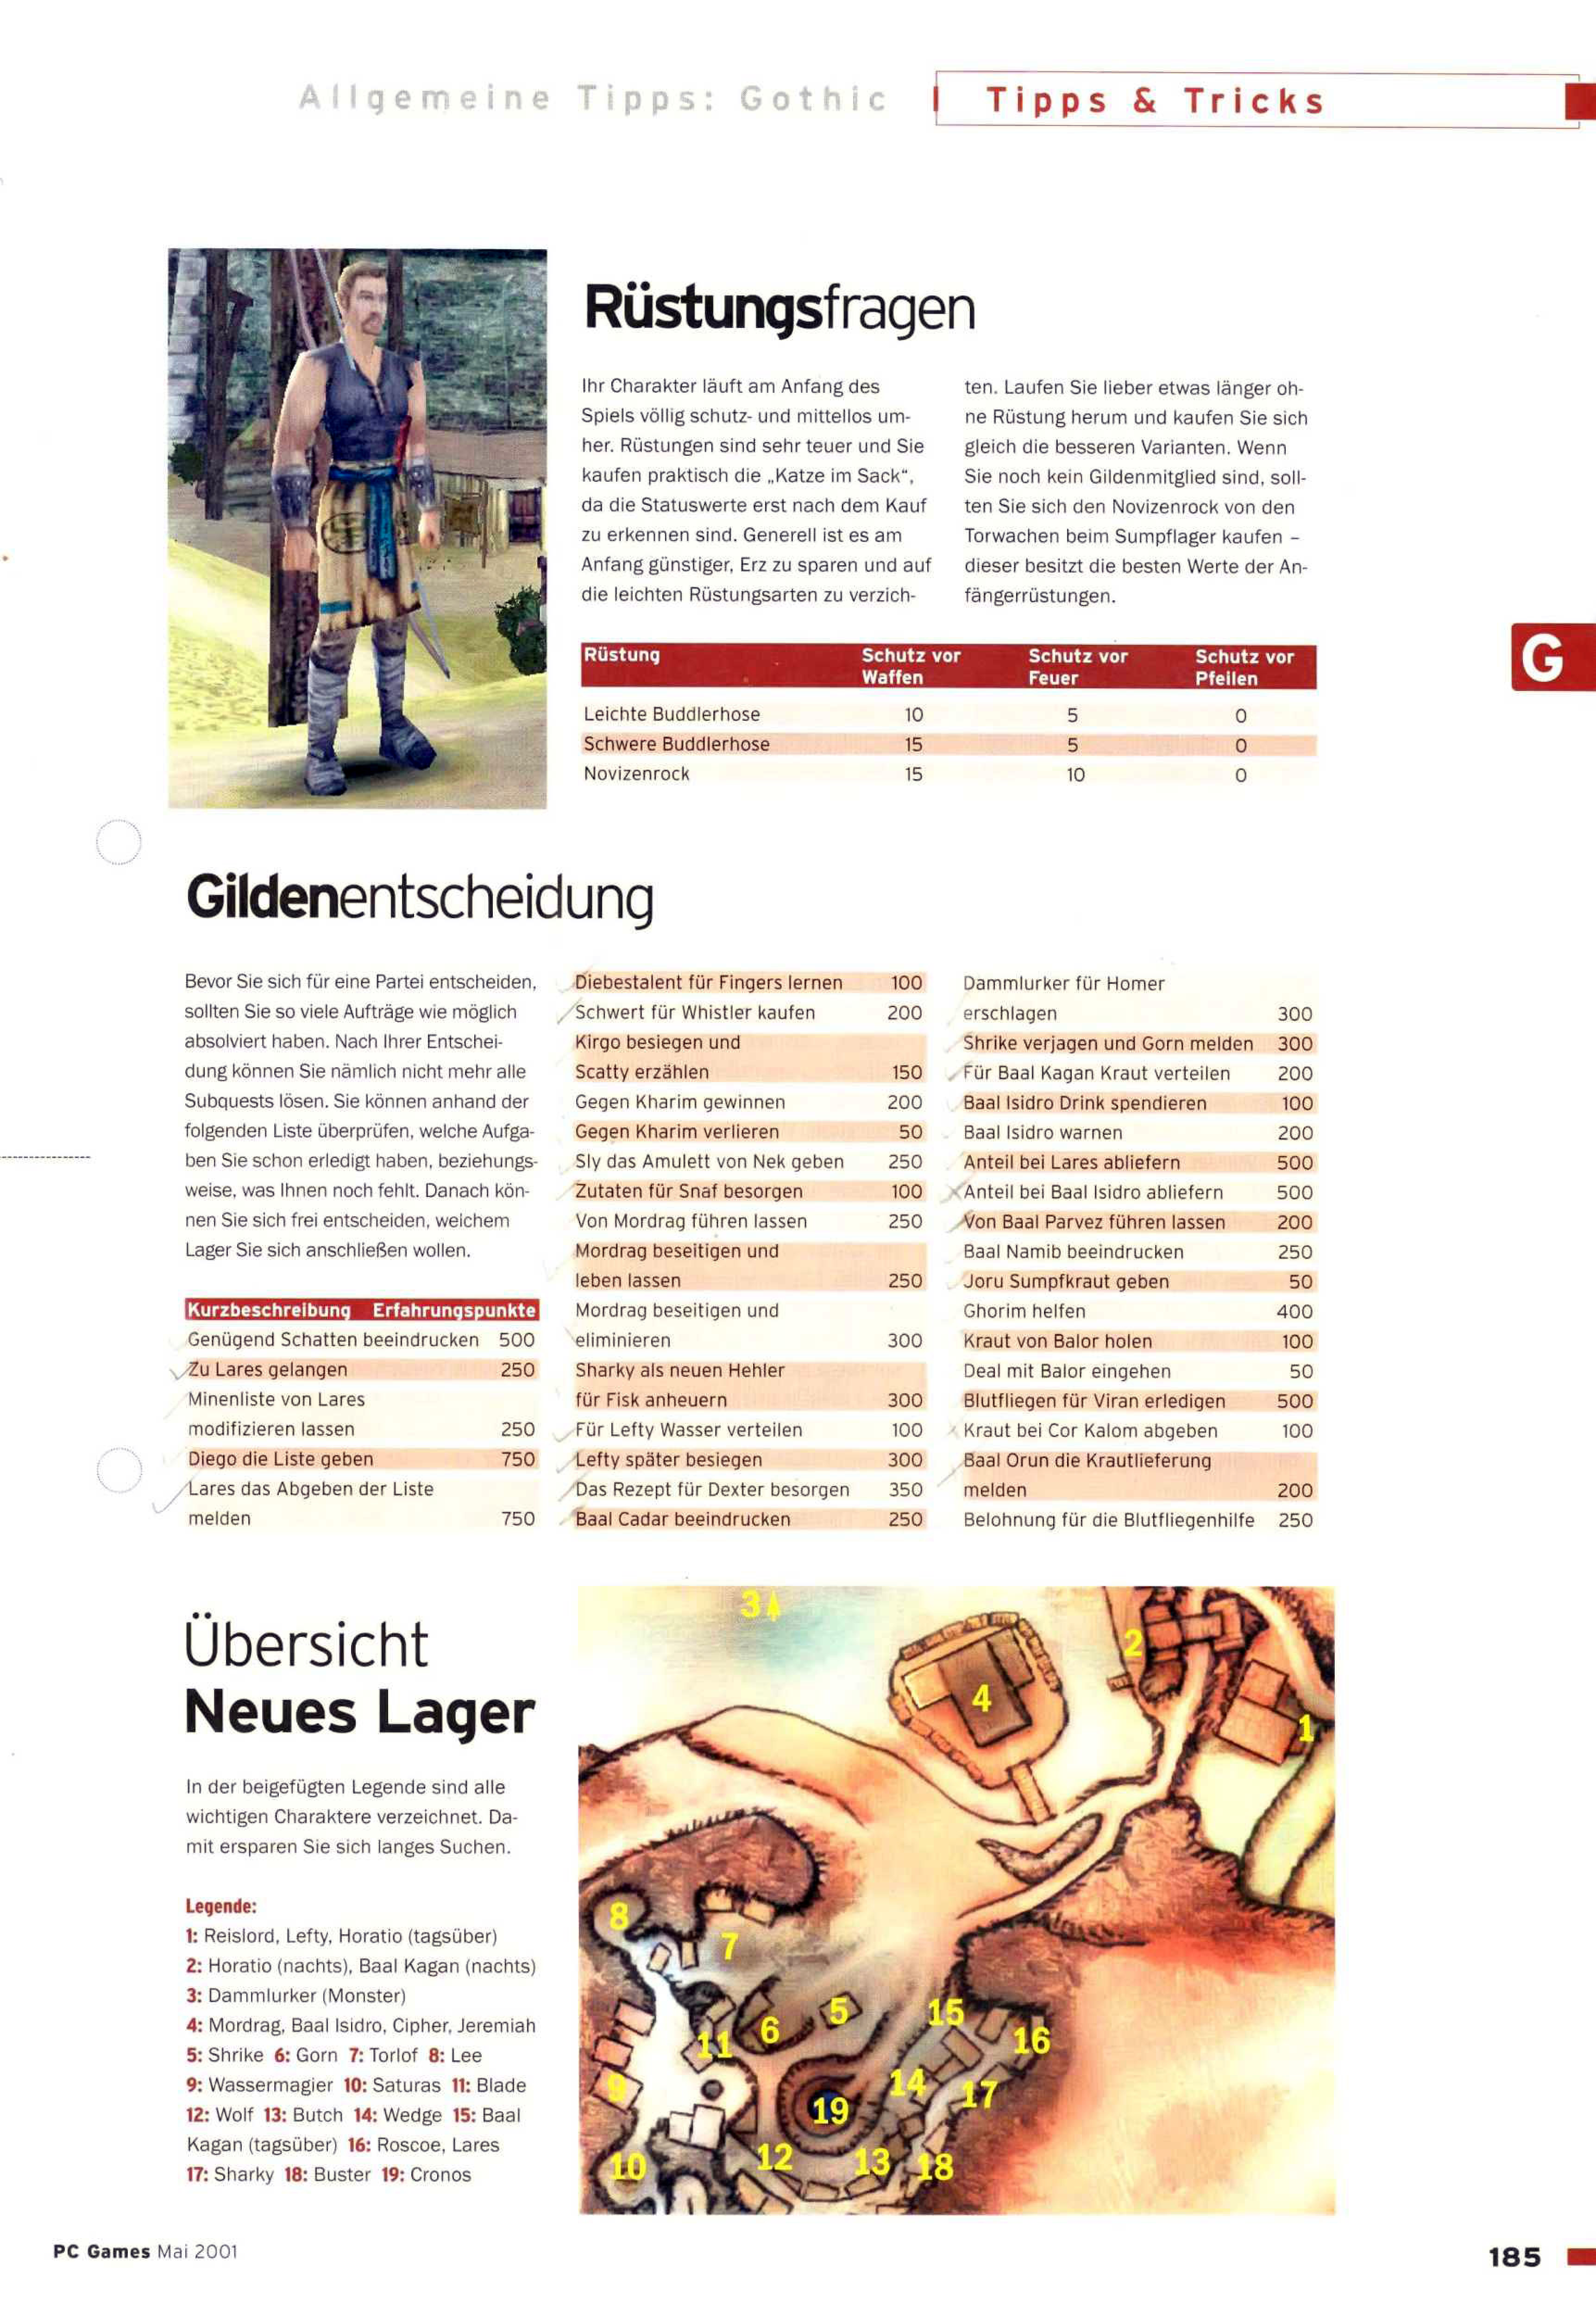 Allgemeine Tipps: Gothic
Tipps & Tricks
Rüstungsfragen
Ihr Charakter läuft am Anfang des
Spiels völlig schutz- und mittellos um-
her. Rüstungen sind sehr teuer und Sie
kaufen praktisch die „Katze im Sack“,
da die Statuswerte erst nach dem Kauf
zu erkennen sind. Generell ist es am
Anfang günstiger, Erz zu sparen und auf
die leichten Rüstungsarten zu verzich-
ten. Laufen Sie lieber etwas länger oh-
ne Rüstung herum und kaufen Sie sich
gleich die besseren Varianten. Wenn
Sie noch kein Gildenmitglied sind, soll-
ten Sie sich den Novizenrock von den
Torwachen beim Sumpflager kaufen –
dieser besitzt die besten Werte der An-
fängerrüstungen.
Rüstung Schutz vor Waffen Schutz vor Feuer Schutz vor Pfeilen
Leichte Buddlerhose 10 5 0
Schwere Buddlerhose 15 5 0
Novizenrock 15 10 0
G
Gildenentscheidung
Bevor Sie sich für eine Partei entscheiden,
sollten Sie so viele Aufträge wie möglich
absolviert haben. Nach Ihrer Entschei-
dung können Sie nämlich nicht mehr alle
Subquests lösen. Sie können anhand der
folgenden Liste überprüfen, welche Aufga-
ben Sie schon erledigt haben, beziehungs-
weise, was Ihnen noch fehlt. Danach kön-
nen Sie sich frei entscheiden, welchem
Lager Sie sich anschließen wollen.
Kurzbeschreibung Erfahrungspunkte
Genügend Schatten beeindrucken 500
Zu Lares gelangen 250
Minenliste von Lares
modifizieren lassen 250
Diego die Liste geben 750
Lares das Abgeben der Liste
melden 750
Diebestalent für Fingers lernen 100
Schwert für Whistler kaufen 200
Kirgo besiegen und
Scatty erzählen 150
Gegen Kharim gewinnen 200
Gegen Kharim verlieren 50
Sly das Amulett von Nek geben 250
Zutaten für Snaf besorgen 100
Von Mordrag führen lassen 250
Mordrag beseitigen und
leben lassen 250
Mordrag beseitigen und
eliminieren 300
Sharky als neuen Hehler
für Fisk anheuern 300
Für Lefty Wasser verteilen 100
Lefty später besiegen 300
Das Rezept für Dexter besorgen 350
Baal Cadar beeindrucken 250
Dammlurker für Homer
erschlagen 300
Shrike verjagen und Gorn melden 300
Für Baal Kagan Kraut verteilen 200
Baal Isidro Drink spendieren 100
Baal Isidro warnen 200
Anteil bei Lares abliefern 500
Anteil bei Baal Isidro abliefern 500
Von Baal Parvez führen lassen 200
Baal Namib beeindrucken 250
Joru Sumpfkraut geben 50
Ghorim helfen 400
Kraut von Balor holen 100
Deal mit Balor eingehen 50
Blutfliegen für Viran erledigen 500
Kraut bei Cor Kalom abgeben 100
Baal Orun die Krautlieferung
melden 200
Belohnung für die Blutfliegenhilfe 250
Übersicht
Neues Lager
In der beigefügten Legende sind alle
wichtigen Charaktere verzeichnet. Da-
mit ersparen Sie sich langes Suchen.
Legende:
1: Reislord, Lefty, Horatio (tagsüber)
2: Horatio (nachts), Baal Kagan (nachts)
3: Dammlurker (Monster)
4: Mordrag, Baal Isidro, Cipher, Jeremiah
5: Shrike 6: Gorn 7: Torlof 8: Lee
9: Wassermagier 10: Saturas 11: Blade
12: Wolf 13: Butch 14: Wedge 15: Baal
Kagan (tagsüber) 16: Roscoe, Lares
17: Sharky 18: Buster 19: Cronos
3
2
4
1
8
7
5
15
6
11
16
14
17
9
19
12
13
18
10
PC Games Mai 2001
185